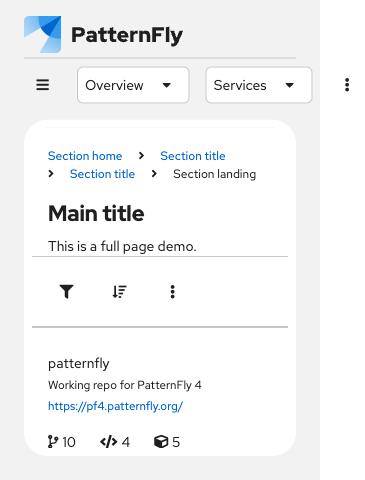 PatternFly
Overview Services
Section home Section title
Section title Section landing
Main title
This is a full page demo.
patternfly
Working repo for PatternFly 4
https://pf4.patternfly.org/
10 4 5